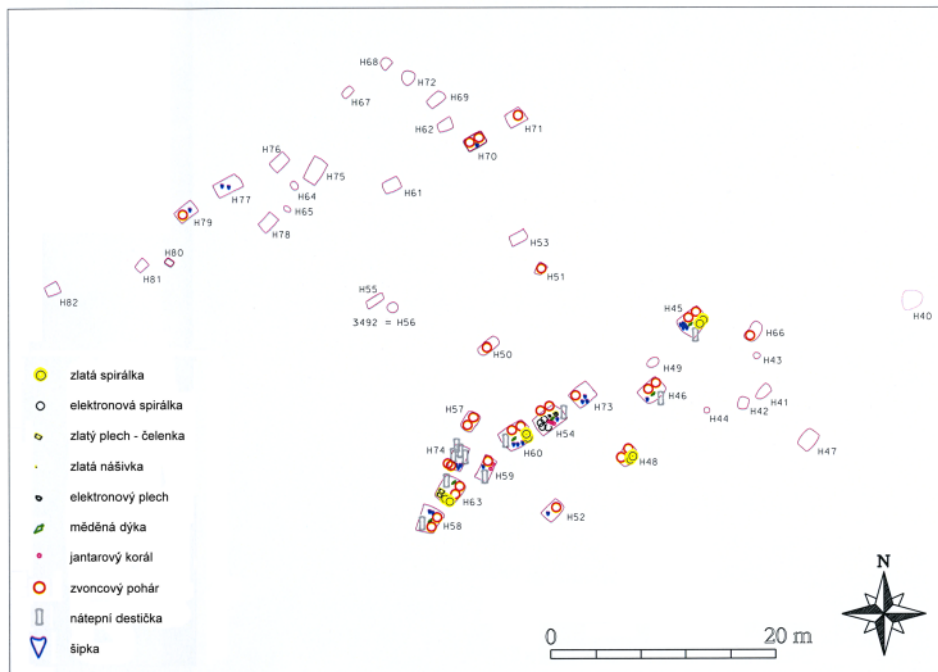 H68
H72
H67
H69
H62
H71
H70
H76
H75
H64
H61
H77
H65
H79
H78
H53
H80
H81
H51
H82
H55
H45
H40
3492 = H56
H66
H50
H43
H49
H57
H73
H46
H41
H42
H54
H44
H74
H60
H47
H48
H59
H63
H52
H58
zlatá spirálka
elektronová spirálka
zlatý plech - čelenka
zlatá nášivka
elektronový plech
měděná dýka
jantarový korál
zvoncový pohár
nátepní destička
šipka
N
0 20 m